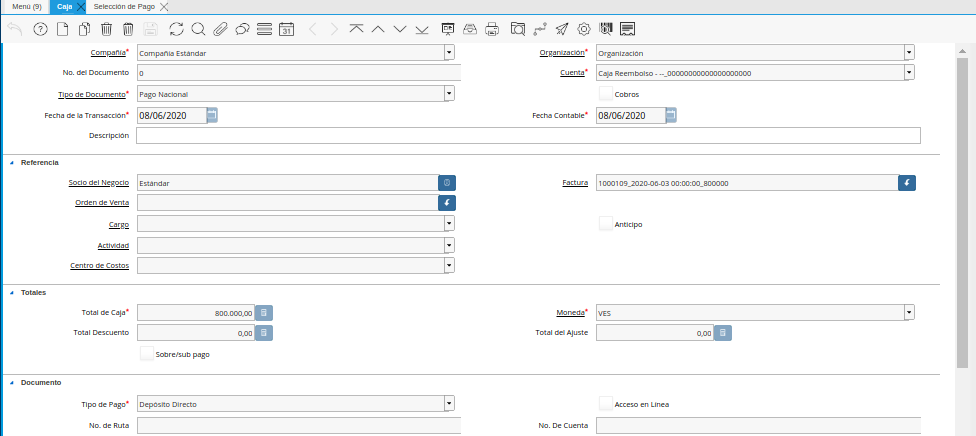 Menú (9) Caja Selección de Pago
31
Compañía* Compañía Estándar Organización* Organización
No. del Documento 0 Cuenta* Caja Reembolso - --_00000000000000000000
Tipo de Documento* Pago Nacional Cobros
Fecha de la Transacción* 08/06/2020 Fecha Contable* 08/06/2020
Descripción
Referencia
Socio del Negocio Estándar Factura 1000109_2020-06-03 00:00:00_800000
Orden de Venta
Cargo Anticipo
Actividad
Centro de Costos
Totales
Total de Caja* 800.000,00 Moneda* VES
Total Descuento 0,00 Total del Ajuste 0,00
Sobre/sub pago
Documento
Tipo de Pago* Depósito Directo Acceso en Línea
No. de Ruta No. De Cuenta